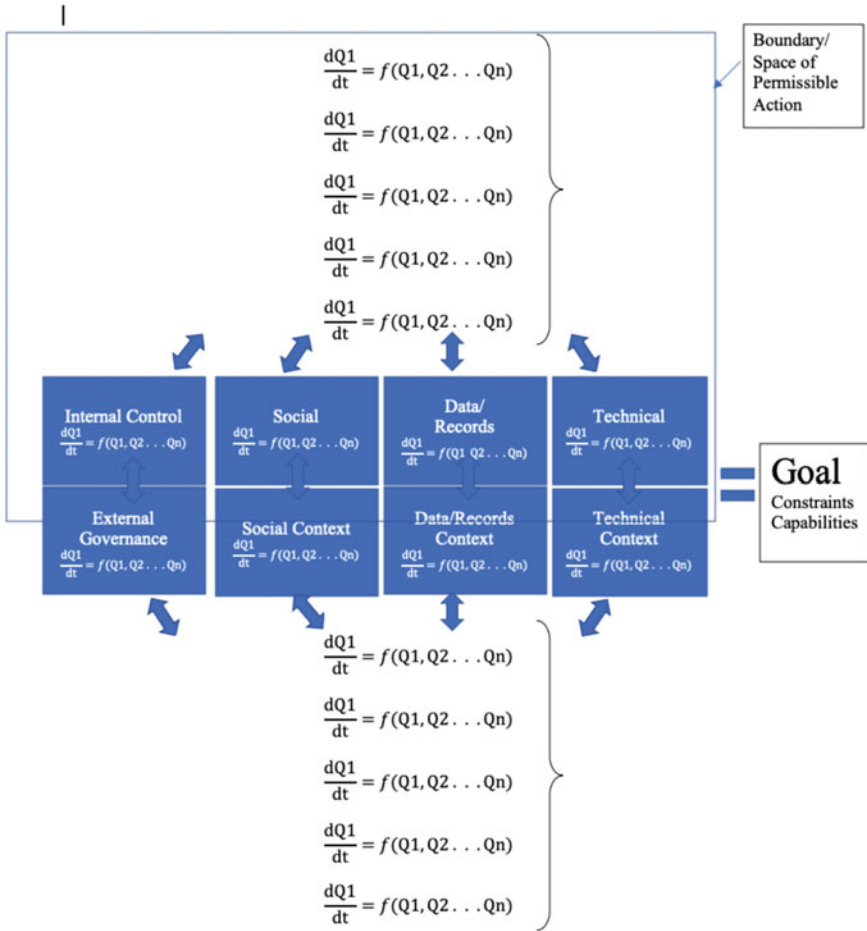 dQ1/dt = f(Q1, Q2 . . . Qn)
dQ1/dt = f(Q1, Q2 . . . Qn)
dQ1/dt = f(Q1, Q2 . . . Qn)
dQ1/dt = f(Q1, Q2 . . . Qn)
dQ1/dt = f(Q1, Q2 . . . Qn)
Boundary/
Space of
Permissible
Action
Internal Control
dQ1/dt = f(Q1, Q2 . . . Qn)
Social
dQ1/dt = f(Q1, Q2 . . . Qn)
Data/
Records
dQ1/dt = f(Q1 Q2 . . . Qn)
Technical
dQ1/dt = f(Q1, Q2 . . . Qn)
External
Governance
dQ1/dt = f(Q1, Q2 . . . Qn)
Social Context
dQ1/dt = f(Q1, Q2 . . . Qn)
Data/Records
Context
dQ1/dt = f(Q1, Q2 . . . Qn)
Technical
Context
dQ1/dt = f(Q1, Q2 . . . Qn)
Goal
Constraints
Capabilities
dQ1/dt = f(Q1, Q2 . . . Qn)
dQ1/dt = f(Q1, Q2 . . . Qn)
dQ1/dt = f(Q1, Q2 . . . Qn)
dQ1/dt = f(Q1, Q2 . . . Qn)
dQ1/dt = f(Q1, Q2 . . . Qn)